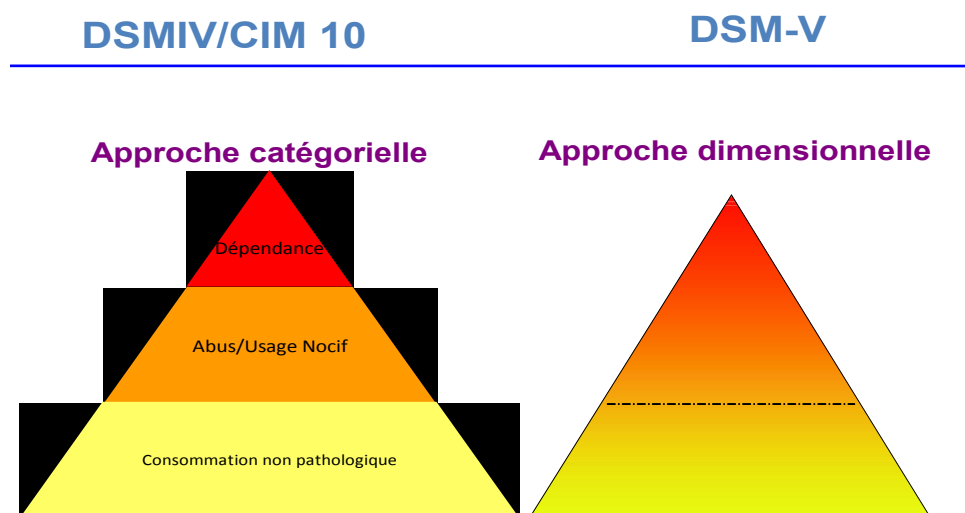 DSMIV/CIM 10
DSM-V
Approche catégorielle
Approche dimensionnelle
Dépendance
Abus/Usage Nocif
Consommation non pathologique